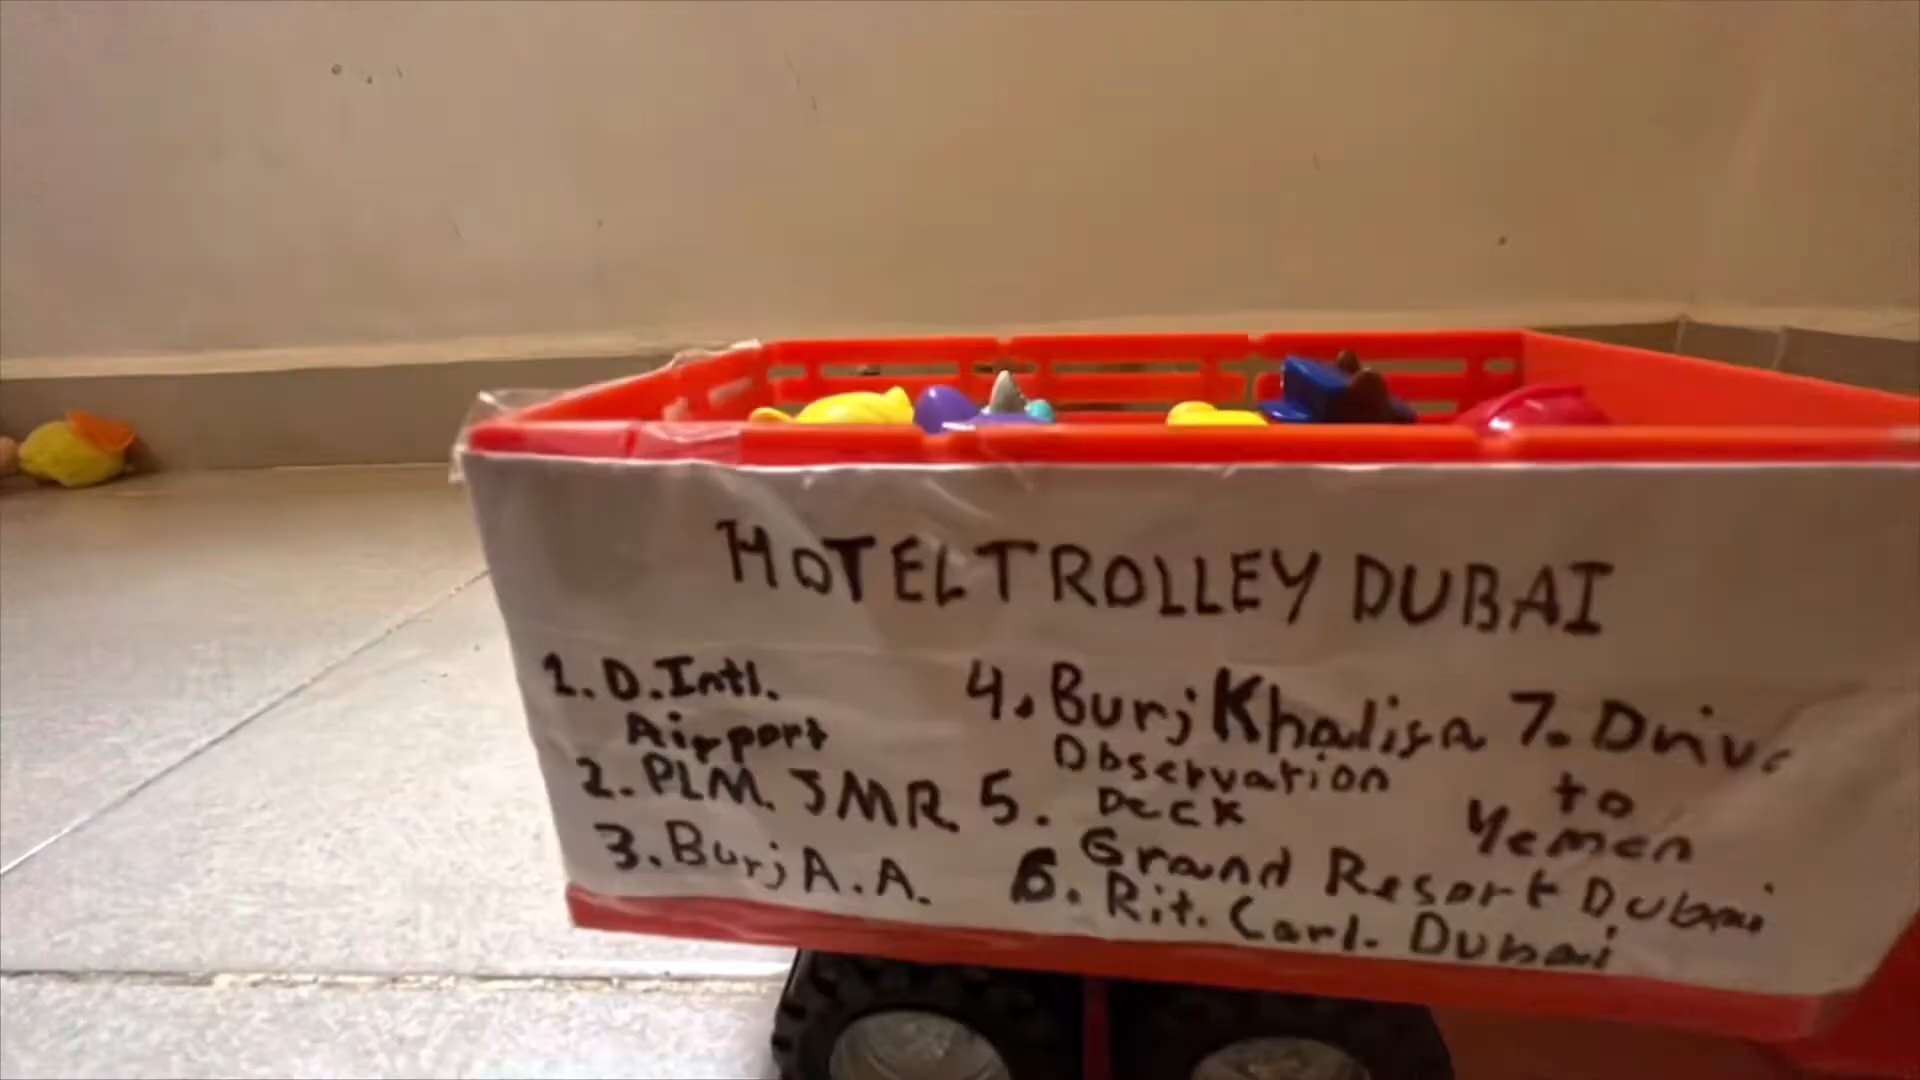 HOTEL TROLLEY DUBAI
1. D.Intl.
Airport
2. PLM. JMR
3. Burj A.A.
4. Burj Khalifa
Observation
Deck
5. Grand Resort Dubai
6. Rit. Carl. Dubai
7. Drive
to
Yemen